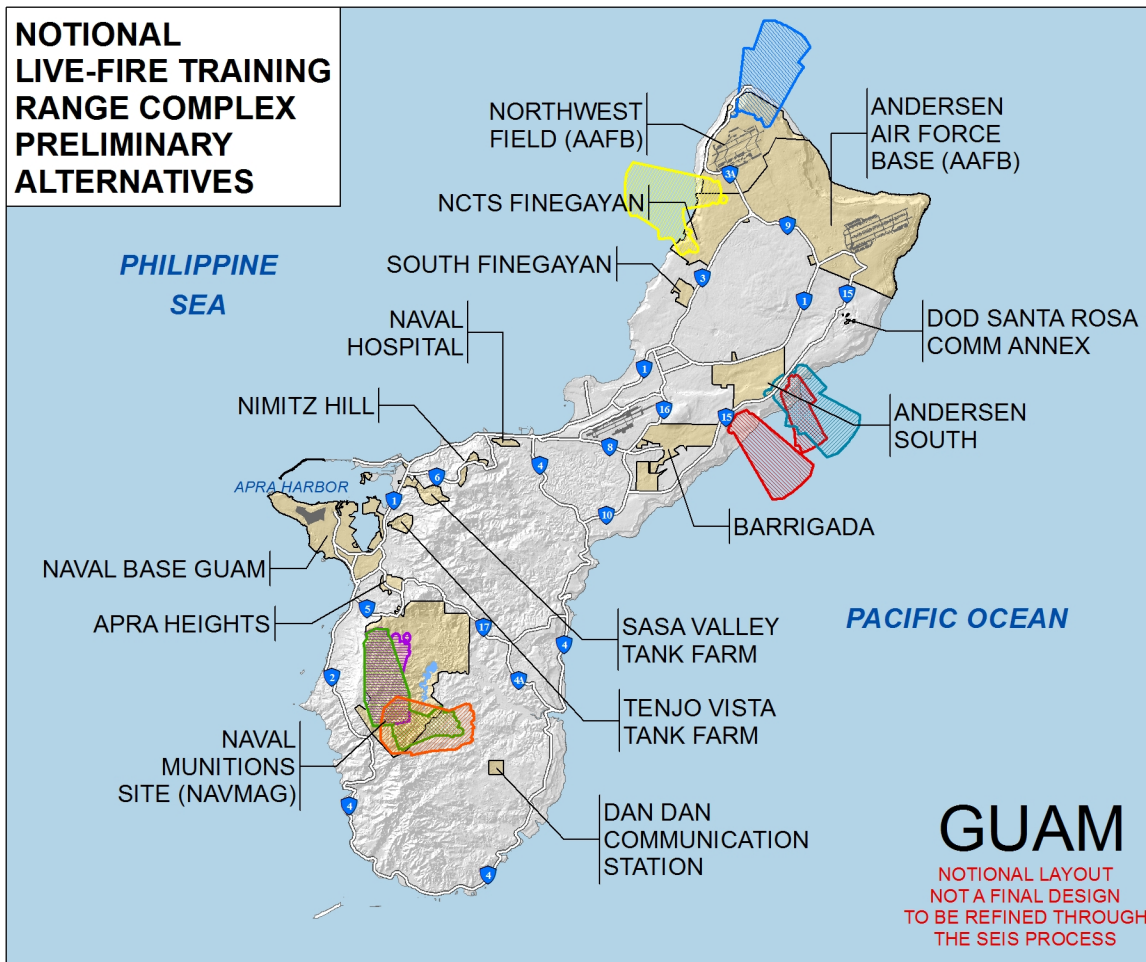 NOTIONAL
LIVE-FIRE TRAINING
RANGE COMPLEX
PRELIMINARY
ALTERNATIVES
NORTHWEST
FIELD (AAFB)
ANDERSEN
AIR FORCE
BASE (AAFB)
3A
NCTS FINEGAYAN
9
PHILIPPINE
SEA
SOUTH FINEGAYAN
3
1
15
NAVAL
HOSPITAL
DOD SANTA ROSA
COMM ANNEX
1
NIMITZ HILL
16
15
ANDERSEN
SOUTH
8
4
6
APRA HARBOR
1
10
BARRIGADA
NAVAL BASE GUAM
APRA HEIGHTS
5
17
4
SASA VALLEY
TANK FARM
PACIFIC OCEAN
2
4A
TENJO VISTA
TANK FARM
NAVAL
MUNITIONS
SITE (NAVMAG)
4
DAN DAN
COMMUNICATION
STATION
4
GUAM
NOTIONAL LAYOUT
NOT A FINAL DESIGN
TO BE REFINED THROUGH
THE SEIS PROCESS